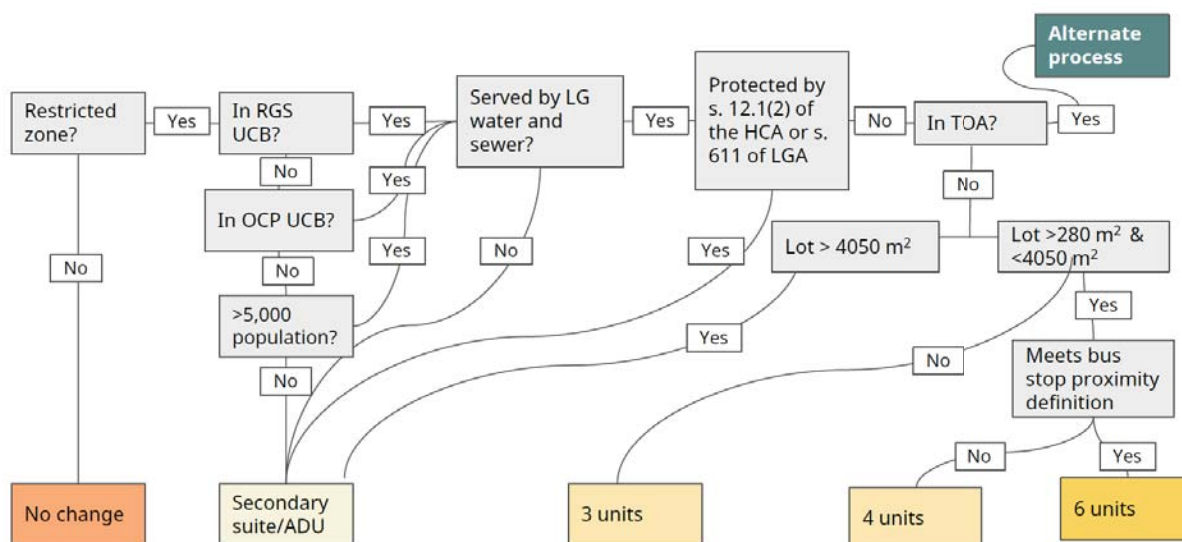 Alternate
process
Restricted
zone?
Yes
In RGS
UCB?
Yes
Served by LG
water and
sewer?
Yes
Protected by
s. 12.1(2) of
the HCA or s.
611 of LGA
No
In TOA?
Yes
No
Yes
No
In OCP UCB?
Lot > 4050 m²
Lot >280 m² &
<4050 m²
No
No
Yes
No
Yes
Yes
>5,000
population?
Yes
No
Meets bus
stop proximity
definition
No
No
Yes
No change
Secondary
suite/ADU
3 units
4 units
6 units